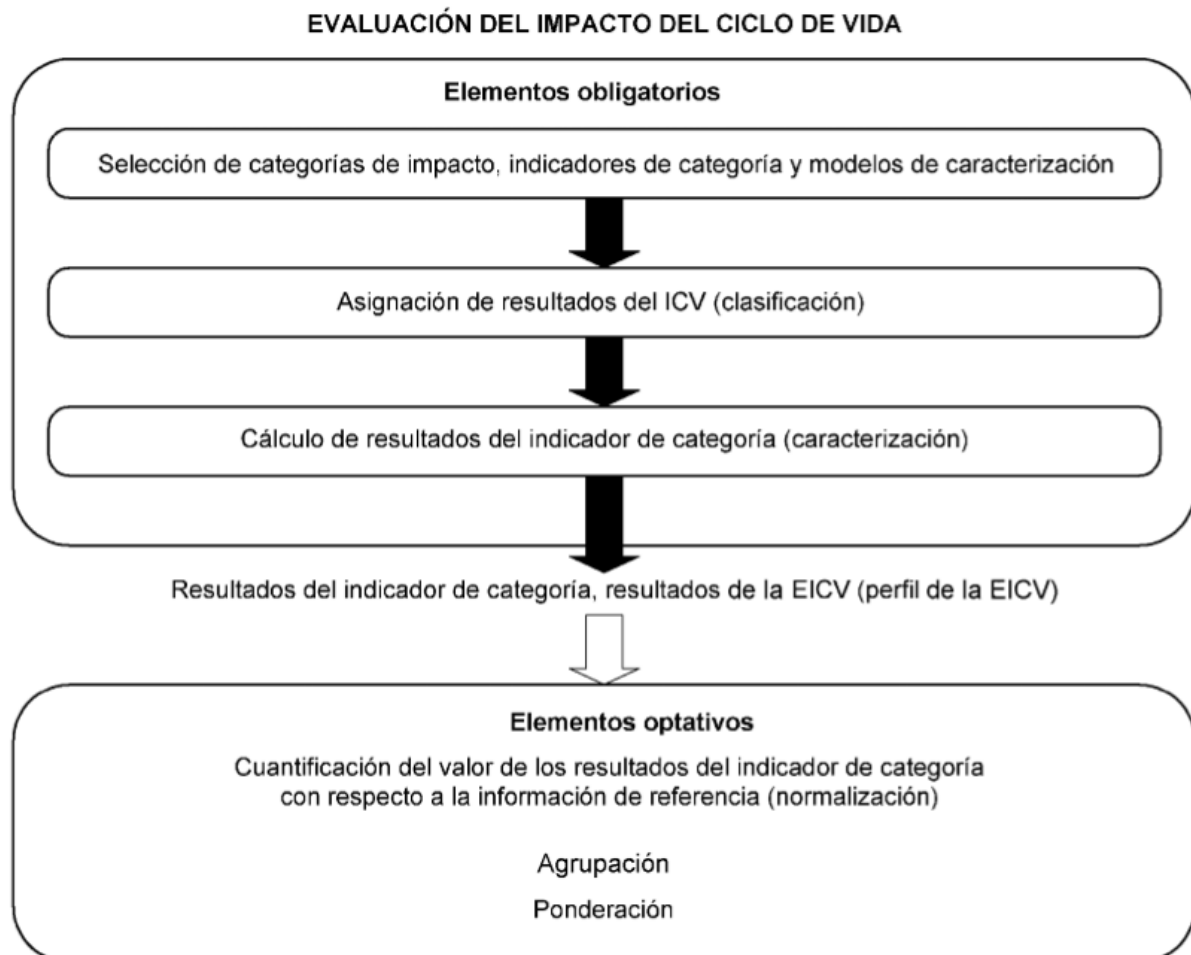 EVALUACIÓN DEL IMPACTO DEL CICLO DE VIDA
Elementos obligatorios
Selección de categorías de impacto, indicadores de categoría y modelos de caracterización
Asignación de resultados del ICV (clasificación)
Cálculo de resultados del indicador de categoría (caracterización)
Resultados del indicador de categoría, resultados de la EICV (perfil de la EICV)
Elementos optativos
Cuantificación del valor de los resultados del indicador de categoría
con respecto a la información de referencia (normalización)
Agrupación
Ponderación